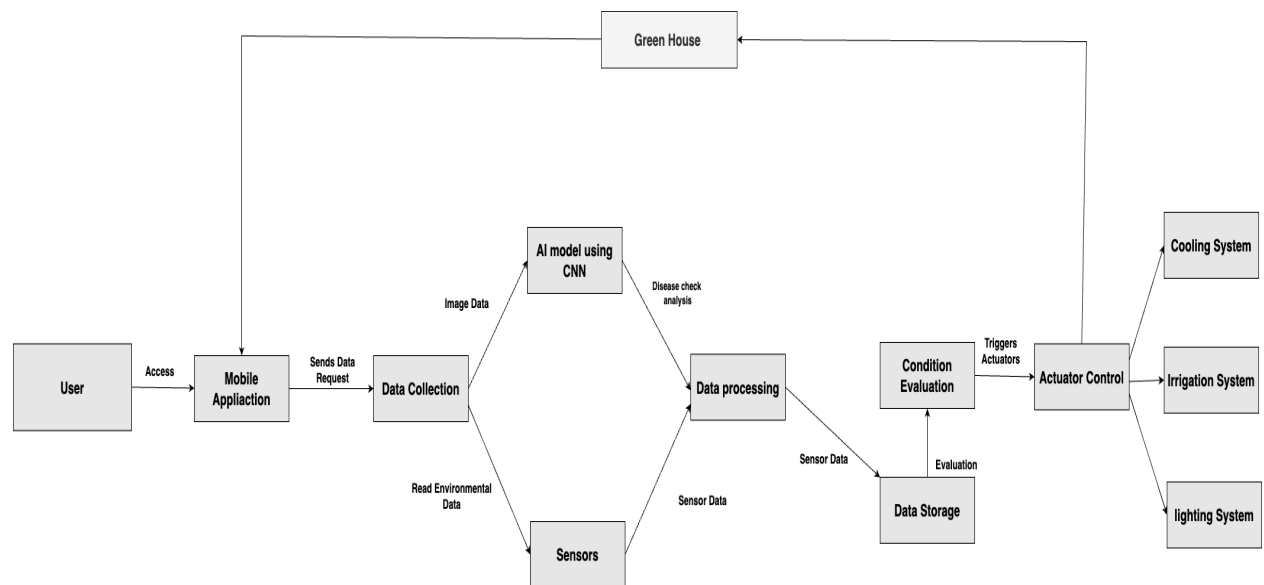 Green House
AI model using
CNN
Cooling System
Disease check
analysis
Image Data
User
Access
Mobile
Appliaction
Sends Data
Request
Data Collection
Data processing
Condition
Evaluation
Triggers
Actuators
Actuator Control
Irrigation System
Sensor Data
Evaluation
Read Environmental
Data
Sensor Data
Data Storage
lighting System
Sensors